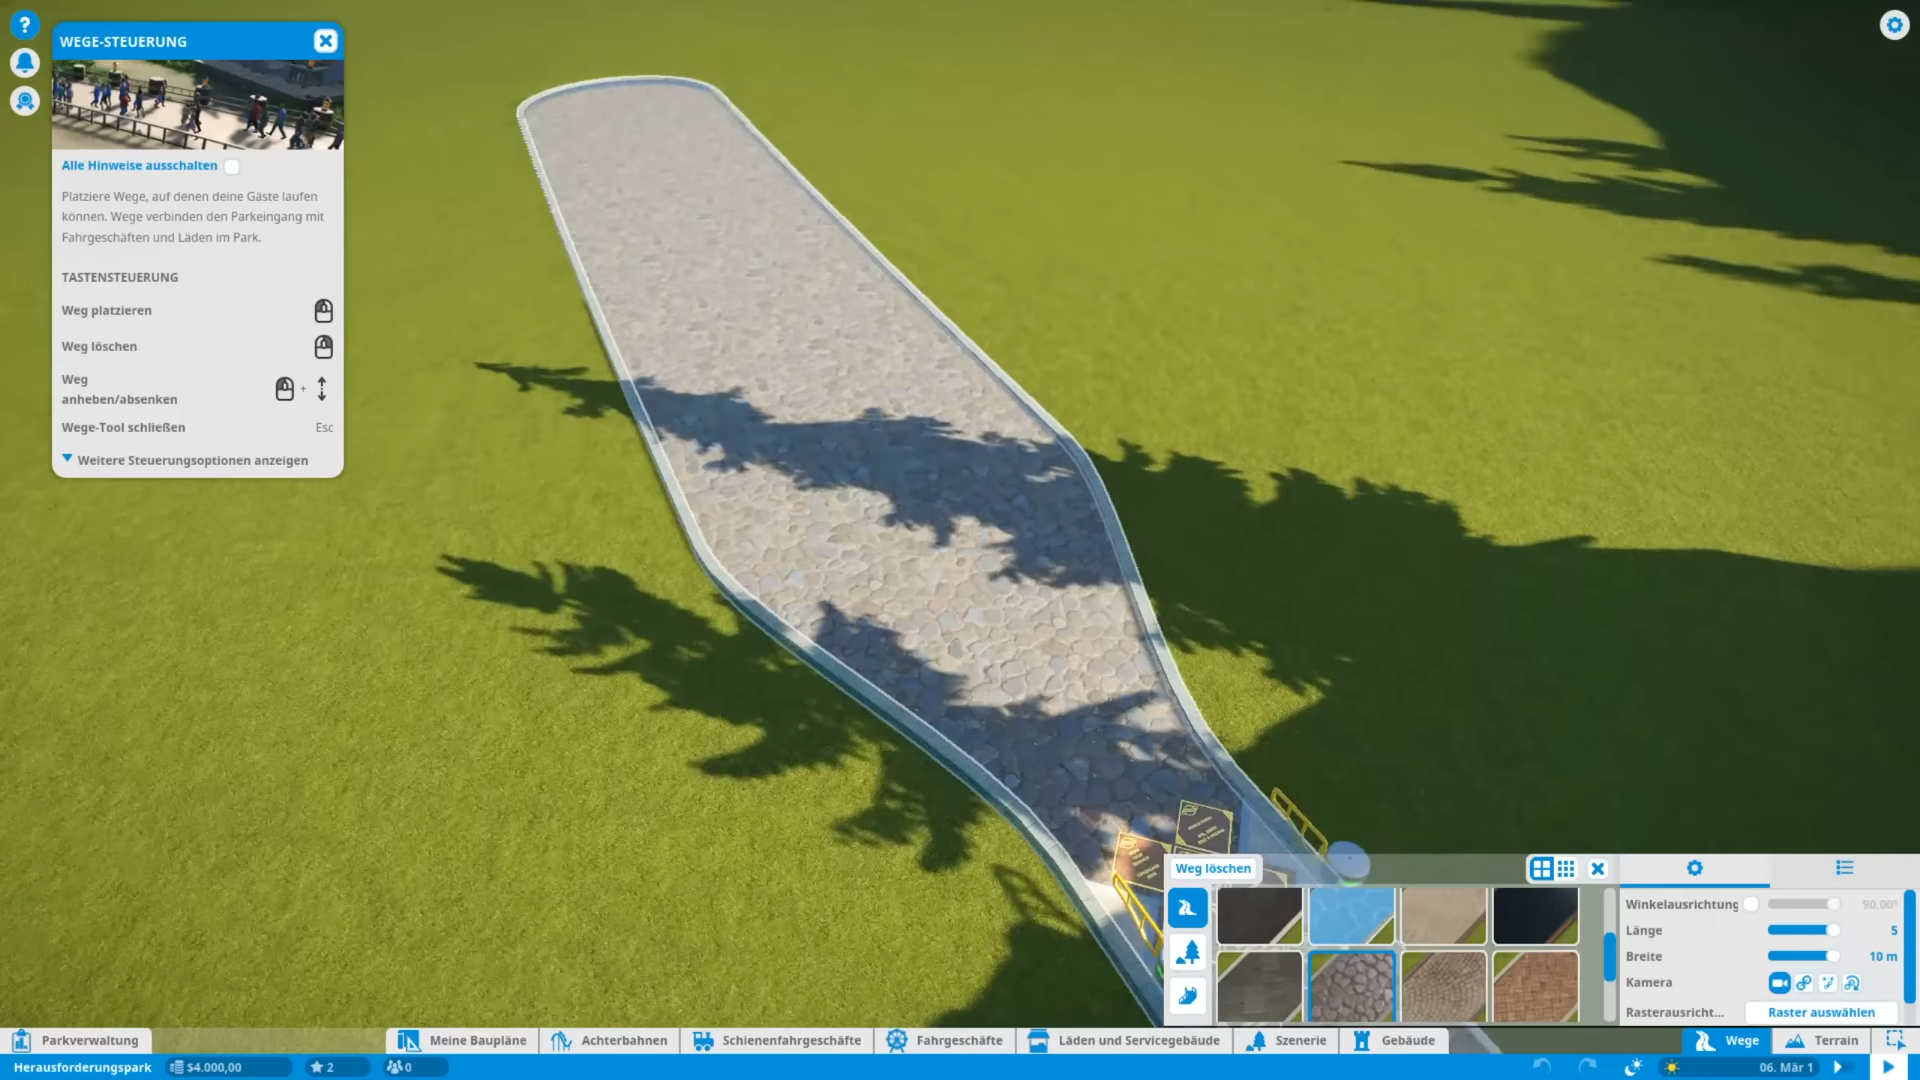 ?
WEGE-STEUERUNG
Alle Hinweise ausschalten
Platziere Wege, auf denen deine Gäste laufen
können. Wege verbinden den Parkeingang mit
Fahrgeschäften und Läden im Park.
TASTENSTEUERUNG
Weg platzieren
Weg löschen
Weg
anheben/absenken
+
Wege-Tool schließen
Esc
Weitere Steuerungsoptionen anzeigen
Weg löschen
Winkelausrichtung
90,00°
Länge
5
Breite
10 m
Kamera
Rasterausricht...
Raster auswählen
Parkverwaltung
Meine Baupläne
Achterbahnen
Schienenfahrgeschäfte
Fahrgeschäfte
Läden und Servicegebäude
Szenerie
Gebäude
Wege
Terrain
Herausforderungspark
$4.000,00
2
0
06. Mär 1